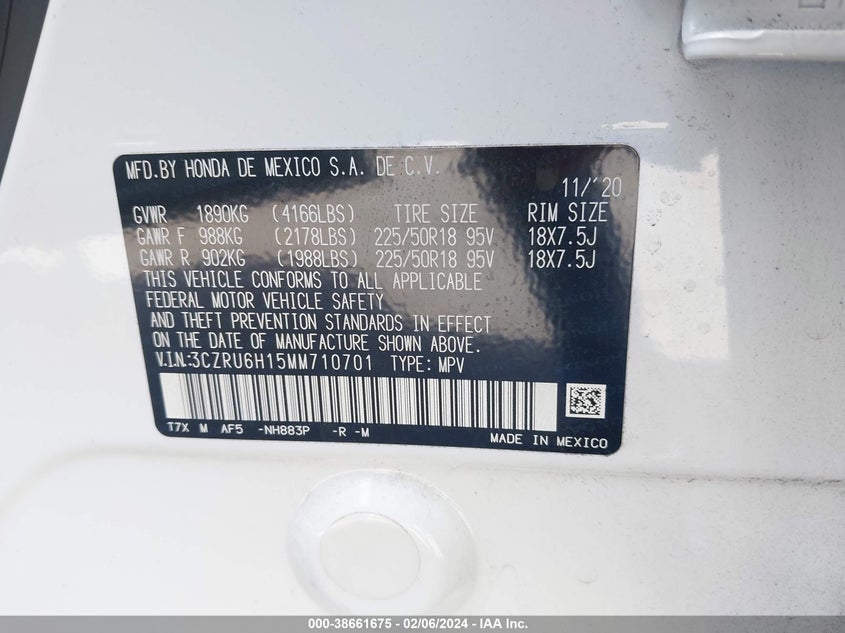 MFD.BY HONDA DE MEXICO S.A. DE C.V.
11/'20
GVWR 1890KG (4166LBS) TIRE SIZE RIM SIZE
GAWR F 988KG (2178LBS) 225/50R18 95V 18X7.5J
GAWR R 902KG (1988LBS) 225/50R18 95V 18X7.5J
THIS VEHICLE CONFORMS TO ALL APPLICABLE
FEDERAL MOTOR VEHICLE SAFETY
AND THEFT PREVENTION STANDARDS IN EFFECT
ON THE DATE OF MANUFACTURE SHOWN ABOVE.
V.I.N.:3CZRU6H15MM710701 TYPE: MPV
T7X M AF5 -NH883P -R -M
MADE IN MEXICO
000-38661675 - 02/06/2024 - IAA Inc.